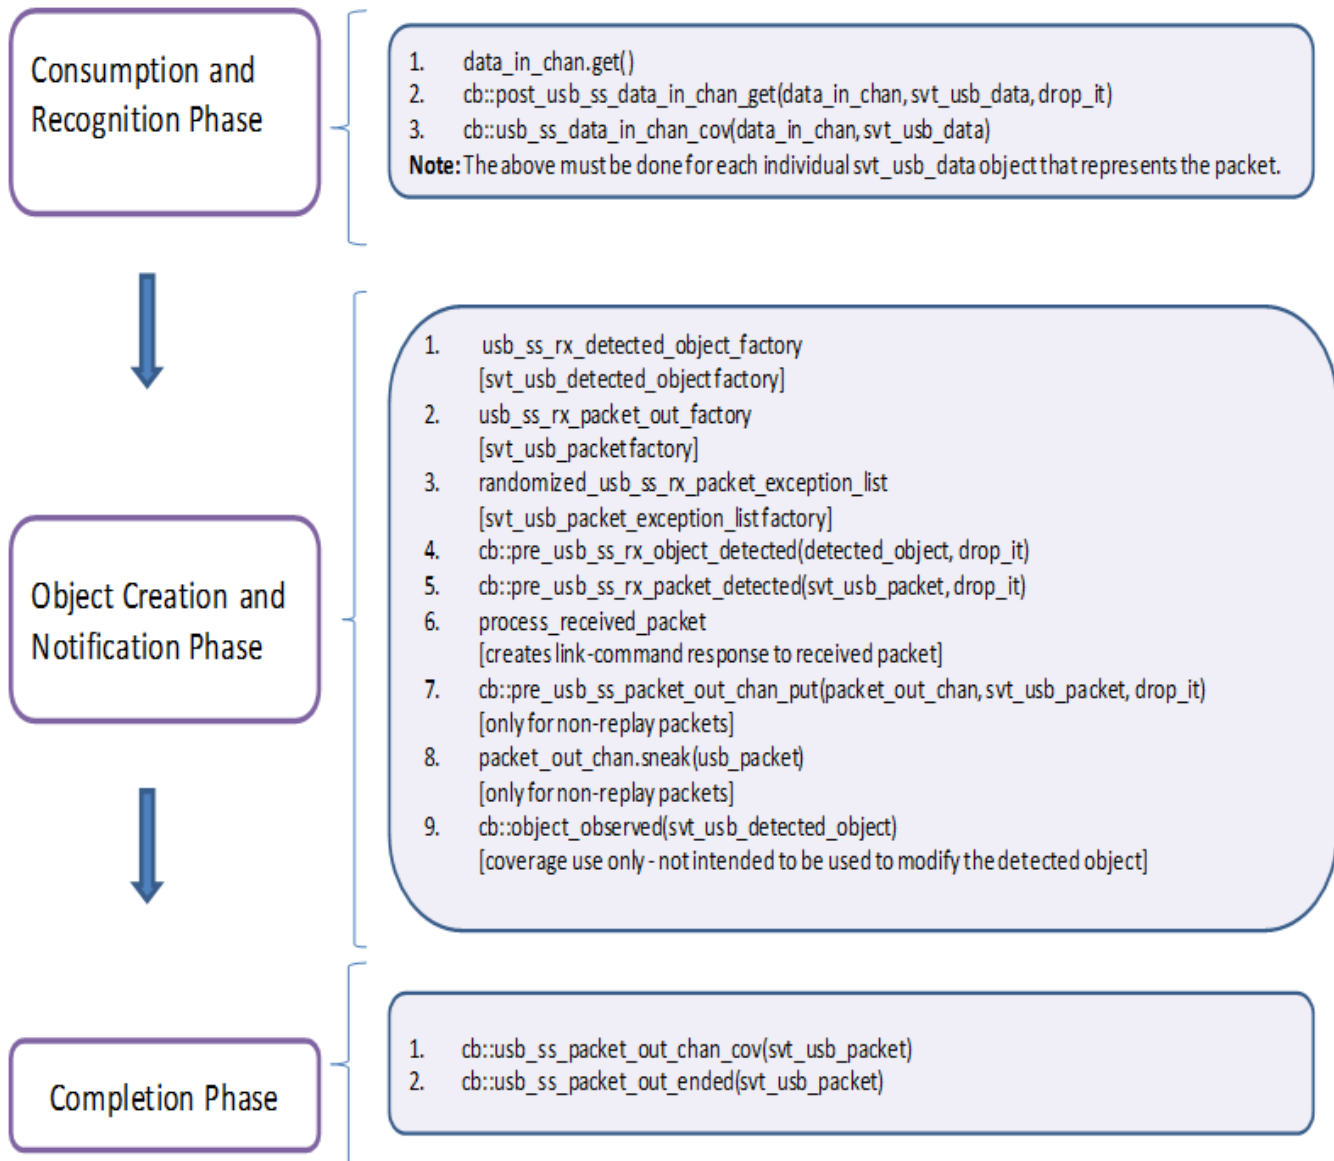 Consumption and
Recognition Phase
1. data_in_chan.get()
2. cb::post_usb_ss_data_in_chan_get(data_in_chan, svt_usb_data, drop_it)
3. cb::usb_ss_data_in_chan_cov(data_in_chan, svt_usb_data)
Note: The above must be done for each individual svt_usb_data object that represents the packet.
Object Creation and
Notification Phase
1. usb_ss_rx_detected_object_factory
[svt_usb_detected_object factory]
2. usb_ss_rx_packet_out_factory
[svt_usb_packet factory]
3. randomized_usb_ss_rx_packet_exception_list
[svt_usb_packet_exception_list factory]
4. cb::pre_usb_ss_rx_object_detected(detected_object, drop_it)
5. cb::pre_usb_ss_rx_packet_detected(svt_usb_packet, drop_it)
6. process_received_packet
[creates link-command response to received packet]
7. cb::pre_usb_ss_packet_out_chan_put(packet_out_chan, svt_usb_packet, drop_it)
[only for non-replay packets]
8. packet_out_chan.sneak(usb_packet)
[only for non-replay packets]
9. cb::object_observed(svt_usb_detected_object)
[coverage use only - not intended to be used to modify the detected object]
Completion Phase
1. cb::usb_ss_packet_out_chan_cov(svt_usb_packet)
2. cb::usb_ss_packet_out_ended(svt_usb_packet)